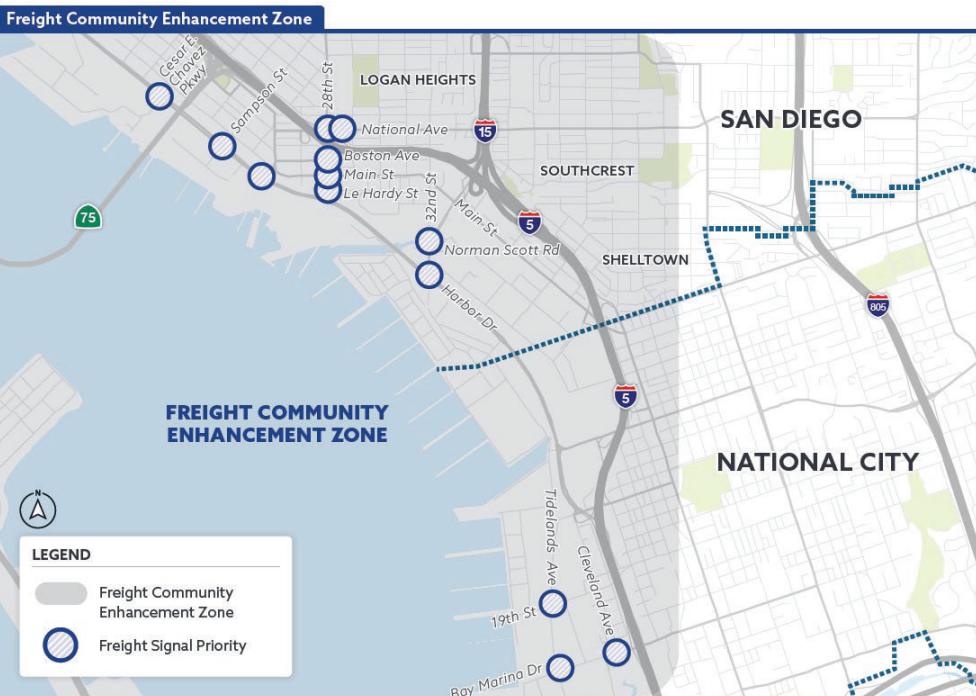 Freight Community Enhancement Zone
Cesar E.
Chavez
Pkwy
Sampson St
28th St
LOGAN HEIGHTS
National Ave
15
SAN DIEGO
Boston Ave
Main St
SOUTHCREST
Le Hardy St
32nd St
75
Main St
5
Norman Scott Rd
SHELLTOWN
Harbor Dr
805
5
FREIGHT COMMUNITY
ENHANCEMENT ZONE
NATIONAL CITY
N
Tidelands Ave
Cleveland Ave
19th St
Bay Marina Dr
LEGEND
Freight Community
Enhancement Zone
Freight Signal Priority